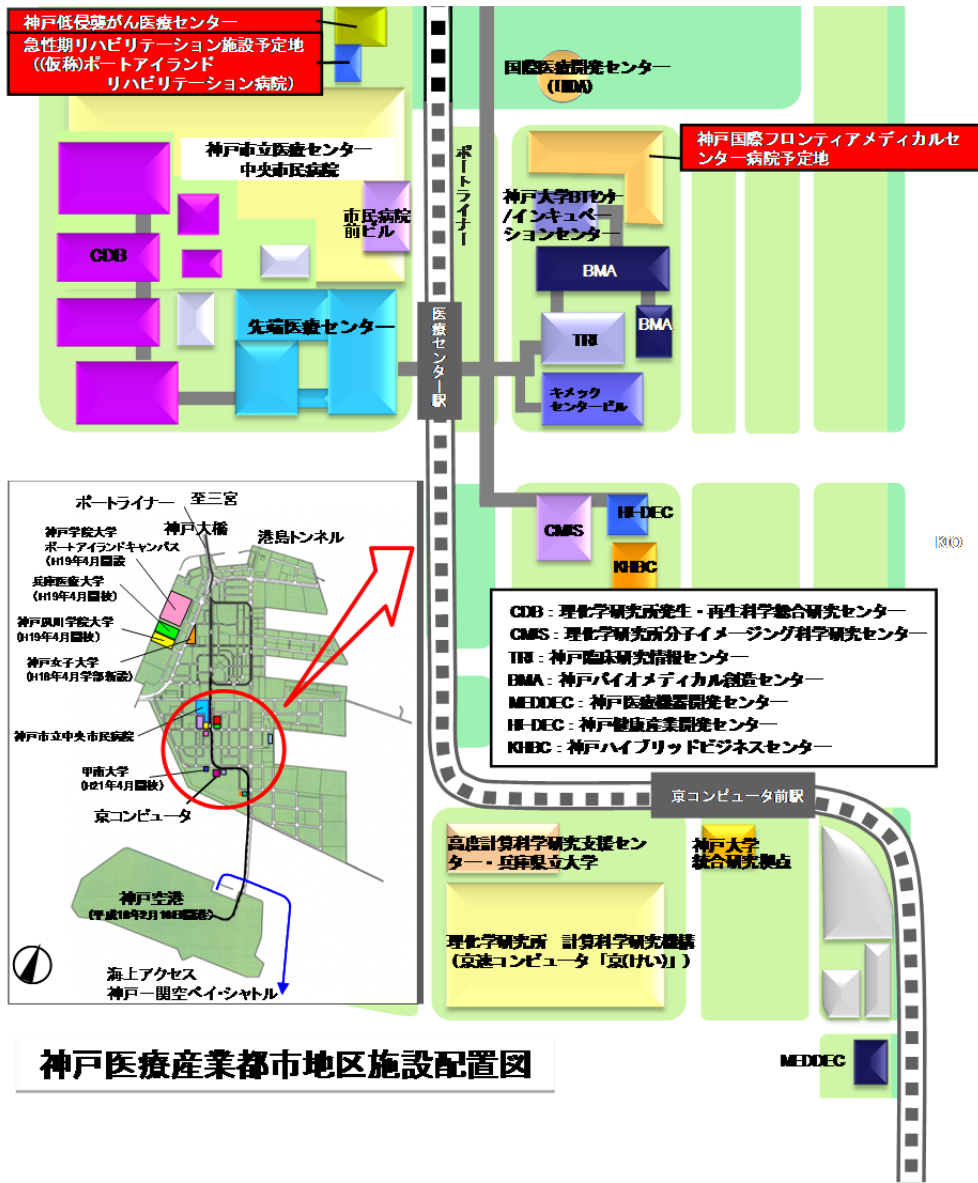 神戸低侵襲がん医療センター
急性期リハビリテーション施設予定地
((仮称)ポートアイランド
リハビリテーション病院)
国際医療開発センター
(IMDA)
神戸国際フロンティアメディカルセ
ンター病院予定地
神戸市立医療センター
中央市民病院
市民病院
前ビル
ポートライナー
神戸大学BTセンター
/インキュベー
ションセンター
CDB
BMA
BMA
先端医療センター
TRI
医療センター駅
キメック
センタービル
CMIS
HI-DEC
KHBC
KIO
CDB：理化学研究所発生・再生科学総合研究センター
CMIS：理化学研究所分子イメージング科学研究センター
TRI：神戸臨床研究情報センター
BMA：神戸バイオメディカル創造センター
MEDDEC：神戸医療機器開発センター
HI-DEC：神戸健康産業開発センター
KHBC：神戸ハイブリッドビジネスセンター
ポートライナー
至三宮
神戸大橋
港島トンネル
神戸学院大学
ポートアイランドキャンパス
(H19年4月開設
兵庫医療大学
(H19年4月開校)
神戸夙川学院大学
(H19年4月開校)
神戸女子大学
(H18年4月学部新設)
神戸市立中央市民病院
甲南大学
(H21年4月開校)
京コンピュータ
神戸空港
(平成18年2月16日開港)
海上アクセス
神戸ー関空ベイ・シャトル
京コンピュータ前駅
高度計算科学研究支援セン
ター・兵庫県立大学
神戸大学
統合研究拠点
理化学研究所　計算科学研究機構
(京速コンピュータ「京(けい)」)
MEDDEC
神戸医療産業都市地区施設配置図